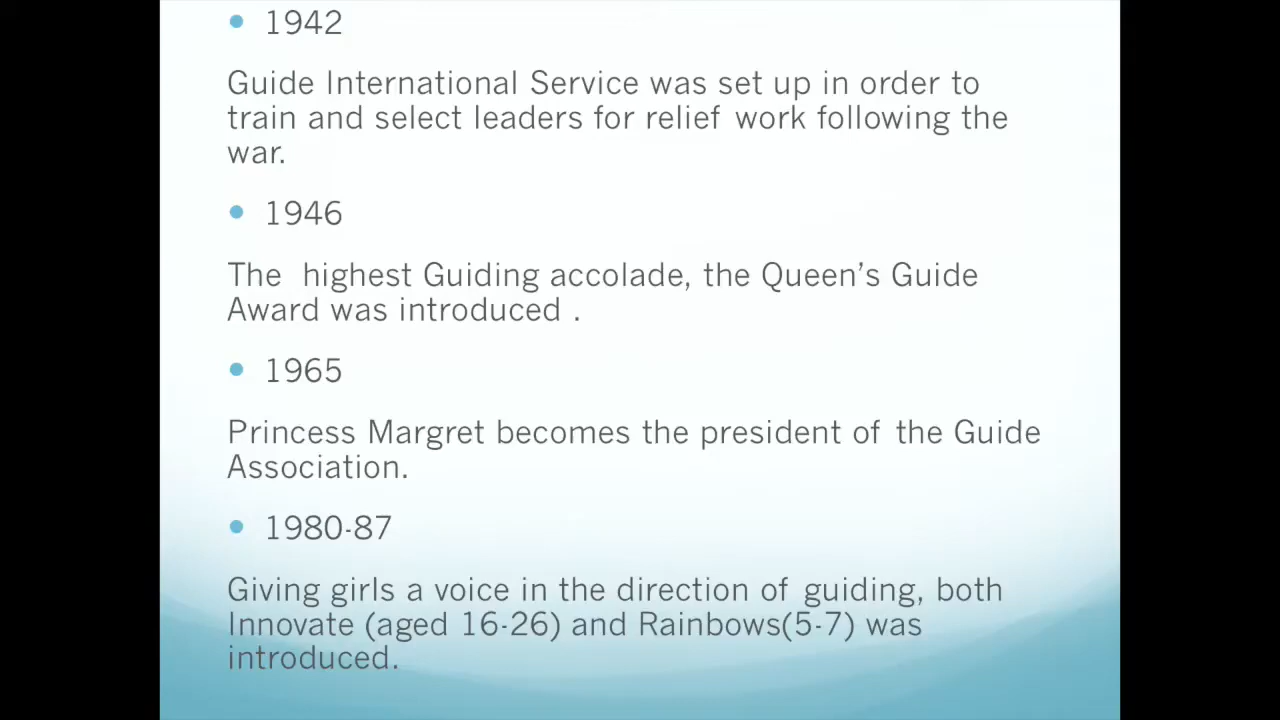 • 1942
Guide International Service was set up in order to
train and select leaders for relief work following the
war.
• 1946
The highest Guiding accolade, the Queen’s Guide
Award was introduced .
• 1965
Princess Margret becomes the president of the Guide
Association.
• 1980-87
Giving girls a voice in the direction of guiding, both
Innovate (aged 16-26) and Rainbows(5-7) was
introduced.